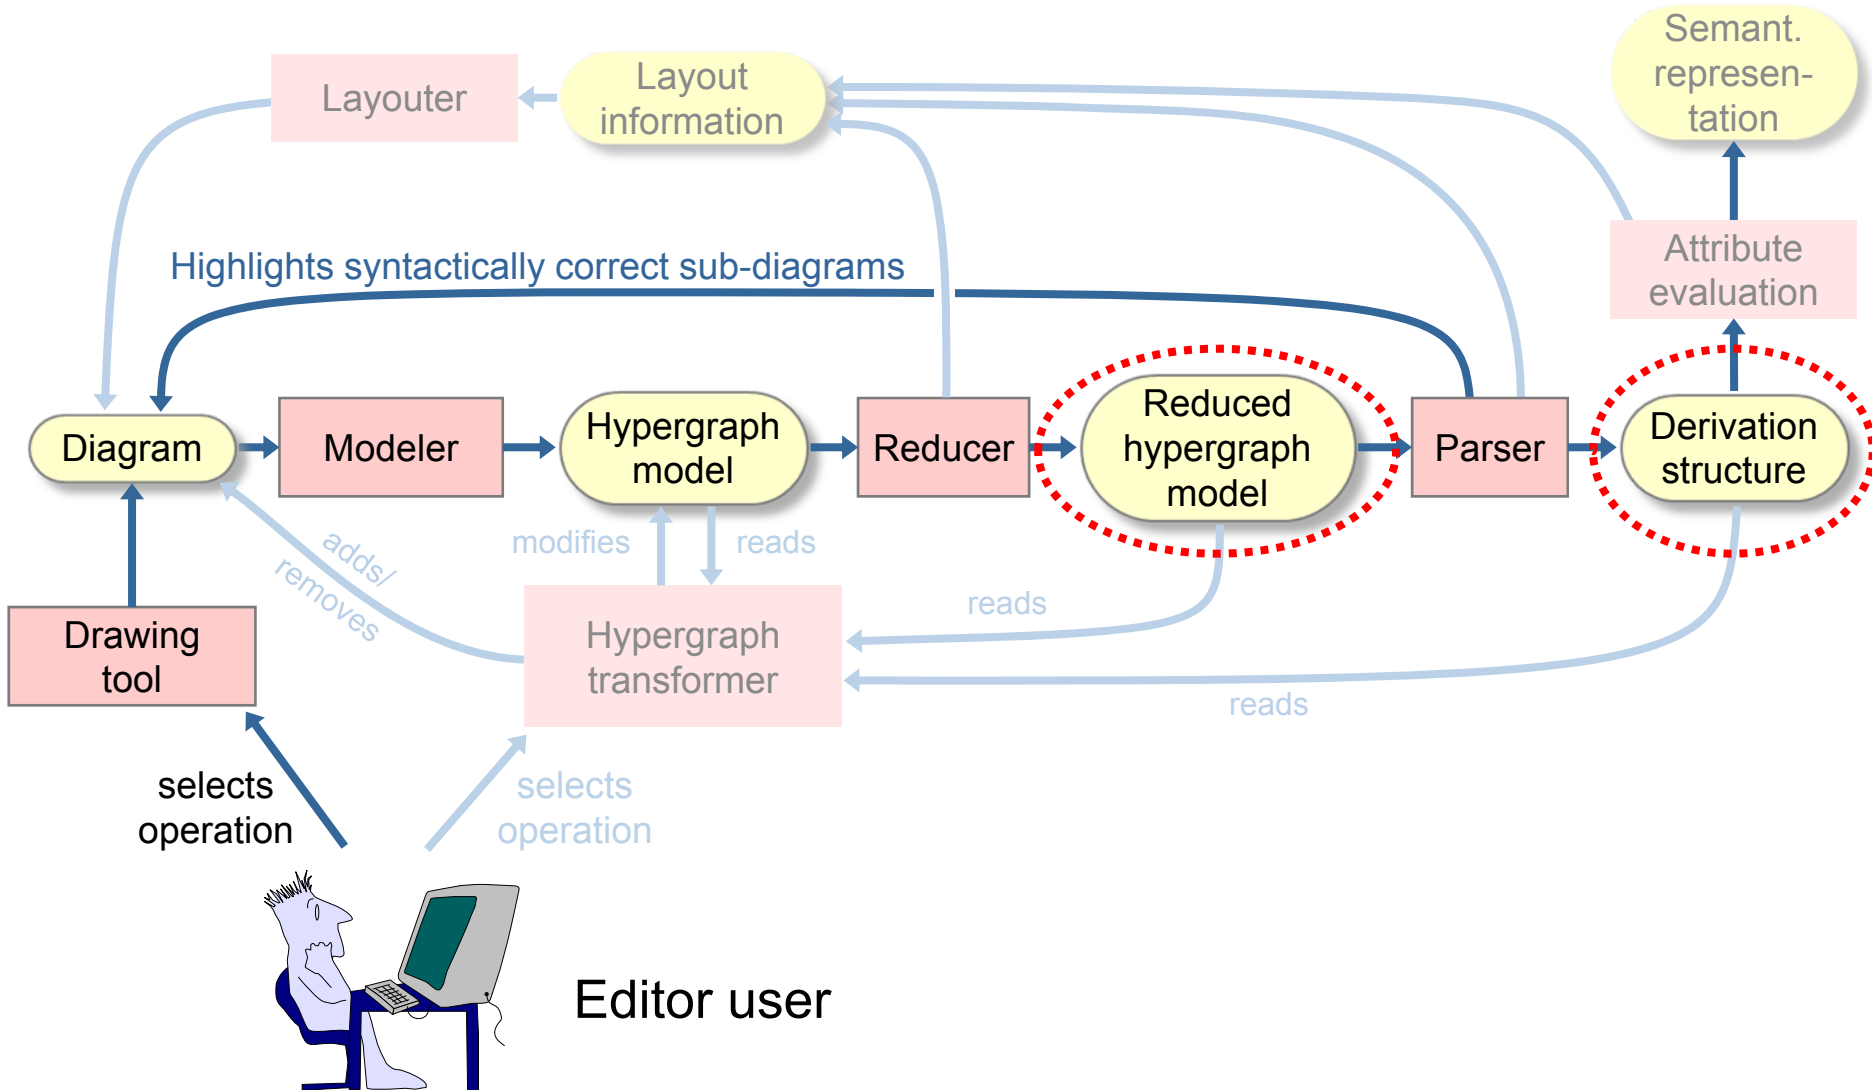 Semant.
represen-
tation
Layouter
Layout
information
Attribute
evaluation
Highlights syntactically correct sub-diagrams
Diagram
Modeler
Hypergraph
model
Reducer
Reduced
hypergraph
model
Parser
Derivation
structure
adds/
removes
modifies
reads
reads
reads
Drawing
tool
Hypergraph
transformer
selects
operation
selects
operation
Editor user